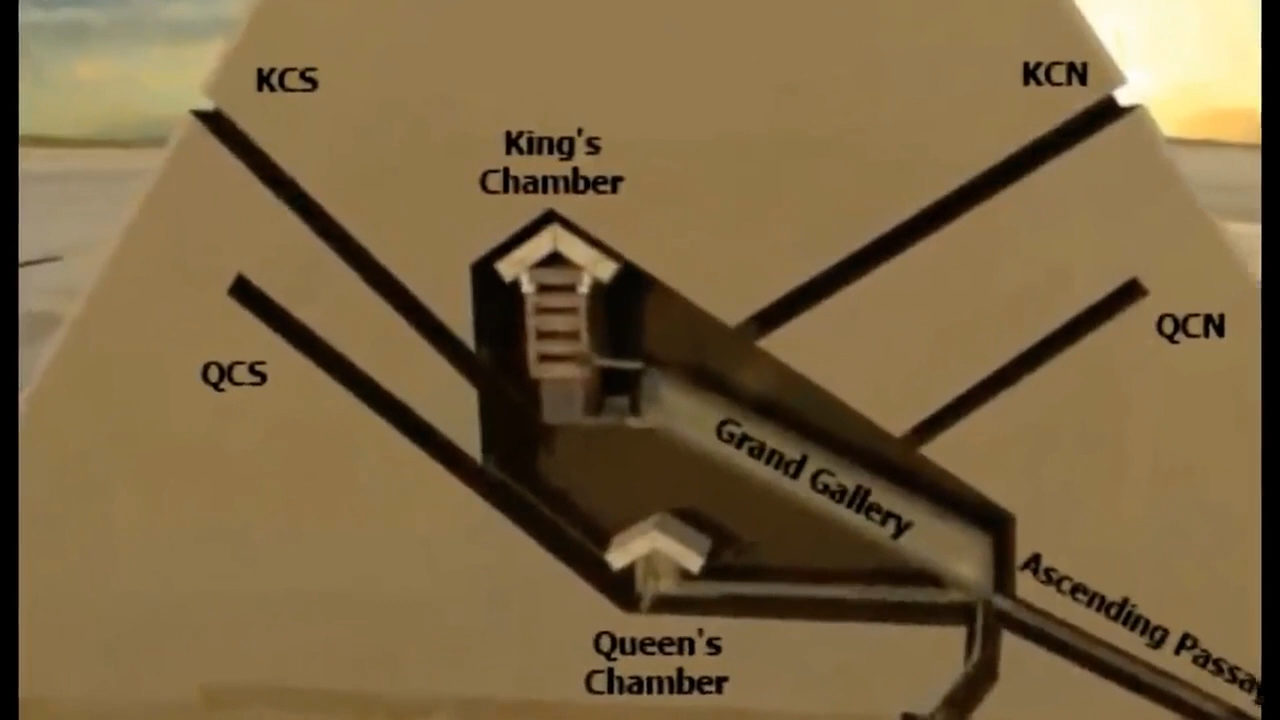 KCS
KCN
King's
Chamber
QCN
QCS
Grand Gallery
Ascending Passa
Queen's
Chamber